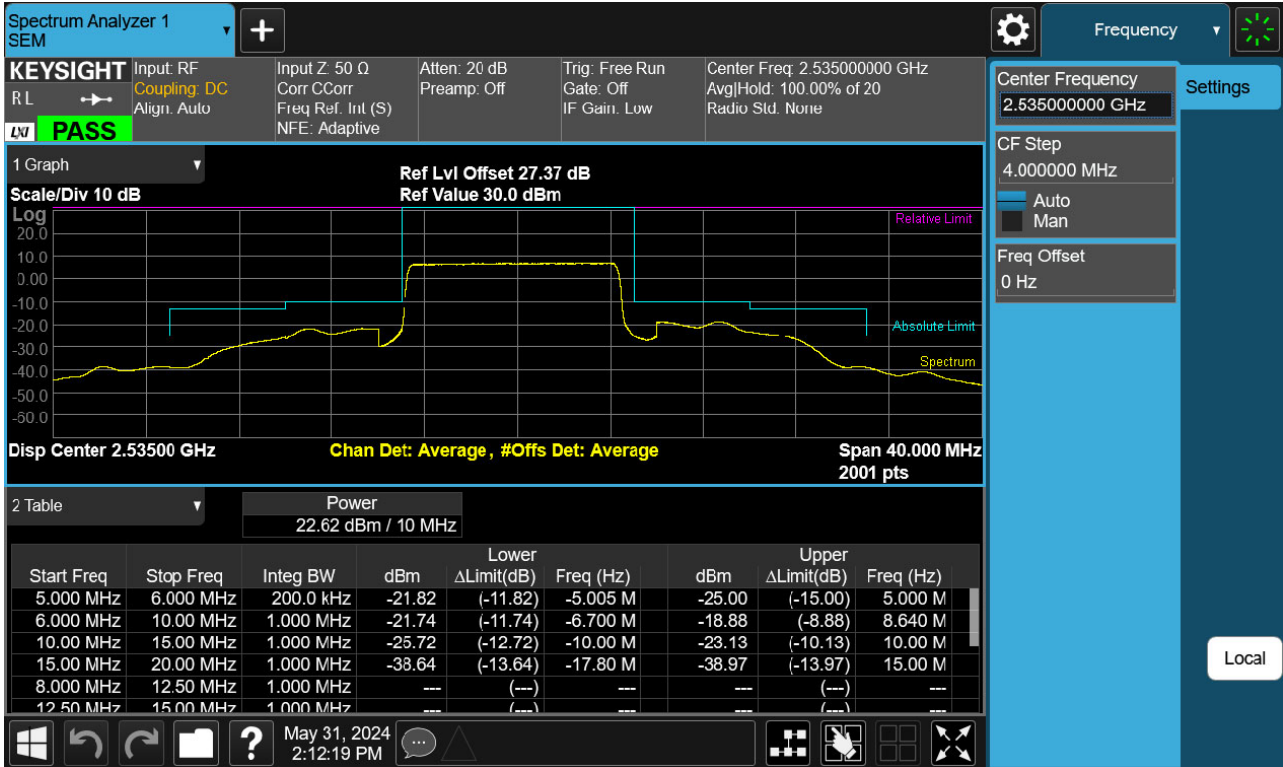 Spectrum Analyzer 1
SEM
Frequency
KEYSIGHT
RL
LXI PASS
Input: RF
Coupling: DC
Align: Auto
Input Z: 50 Ω
Corr CCorr
Freq Ref: Int (S)
NFE: Adaptive
Atten: 20 dB
Preamp: Off
Trig: Free Run
Gate: Off
IF Gain: Low
Center Freq: 2.535000000 GHz
Avg|Hold: 100.00% of 20
Radio Std: None
Center Frequency
2.535000000 GHz
Settings
CF Step
4.000000 MHz
Auto
Man
Freq Offset
0 Hz
Local
1 Graph
Scale/Div 10 dB
Ref Lvl Offset 27.37 dB
Ref Value 30.0 dBm
Log
20.0
10.0
0.00
-10.0
-20.0
-30.0
-40.0
-50.0
-60.0
Relative Limit
Absolute Limit
Spectrum
Disp Center 2.53500 GHz
Chan Det: Average, #Offs Det: Average
Span 40.000 MHz
2001 pts
2 Table
Power
22.62 dBm / 10 MHz
Lower Upper
Start Freq Stop Freq Integ BW dBm ΔLimit(dB) Freq (Hz) dBm ΔLimit(dB) Freq (Hz)
5.000 MHz 6.000 MHz 200.0 kHz -21.82 (-11.82) -5.005 M -25.00 (-15.00) 5.000 M
6.000 MHz 10.00 MHz 1.000 MHz -21.74 (-11.74) -6.700 M -18.88 (-8.88) 8.640 M
10.00 MHz 15.00 MHz 1.000 MHz -25.72 (-12.72) -10.00 M -23.13 (-10.13) 10.00 M
15.00 MHz 20.00 MHz 1.000 MHz -38.64 (-13.64) -17.80 M -38.97 (-13.97) 15.00 M
8.000 MHz 12.50 MHz 1.000 MHz --- (---) --- --- (---) ---
12.50 MHz 15.00 MHz 1.000 MHz --- (---) --- --- (---) ---
May 31, 2024
2:12:19 PM